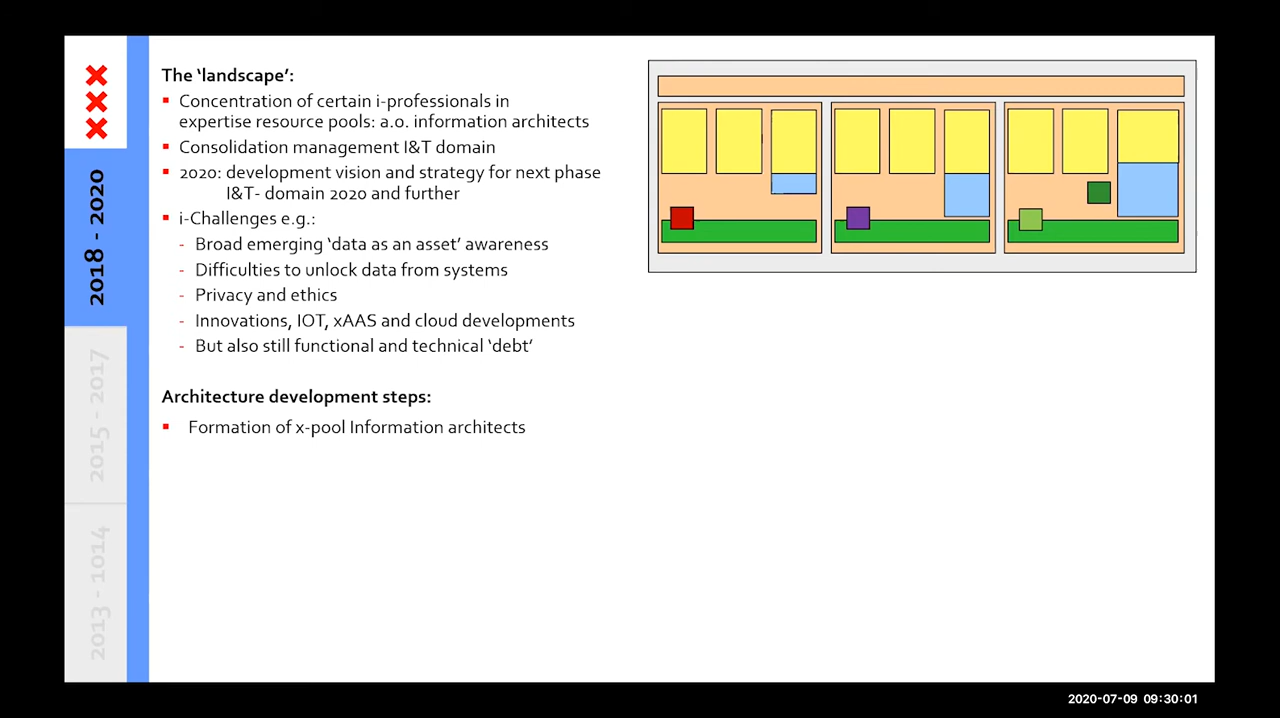 The ‘landscape’:
Concentration of certain i-professionals in
expertise resource pools: a.o. information architects
Consolidation management I&T domain
2020: development vision and strategy for next phase
I&T- domain 2020 and further
i-Challenges e.g.:
- Broad emerging ‘data as an asset’ awareness
- Difficulties to unlock data from systems
- Privacy and ethics
- Innovations, IOT, xAAS and cloud developments
- But also still functional and technical ‘debt’
Architecture development steps:
Formation of x-pool Information architects
2018 - 2020
2015 - 2017
2013 - 1014
2020-07-09 09:30:01